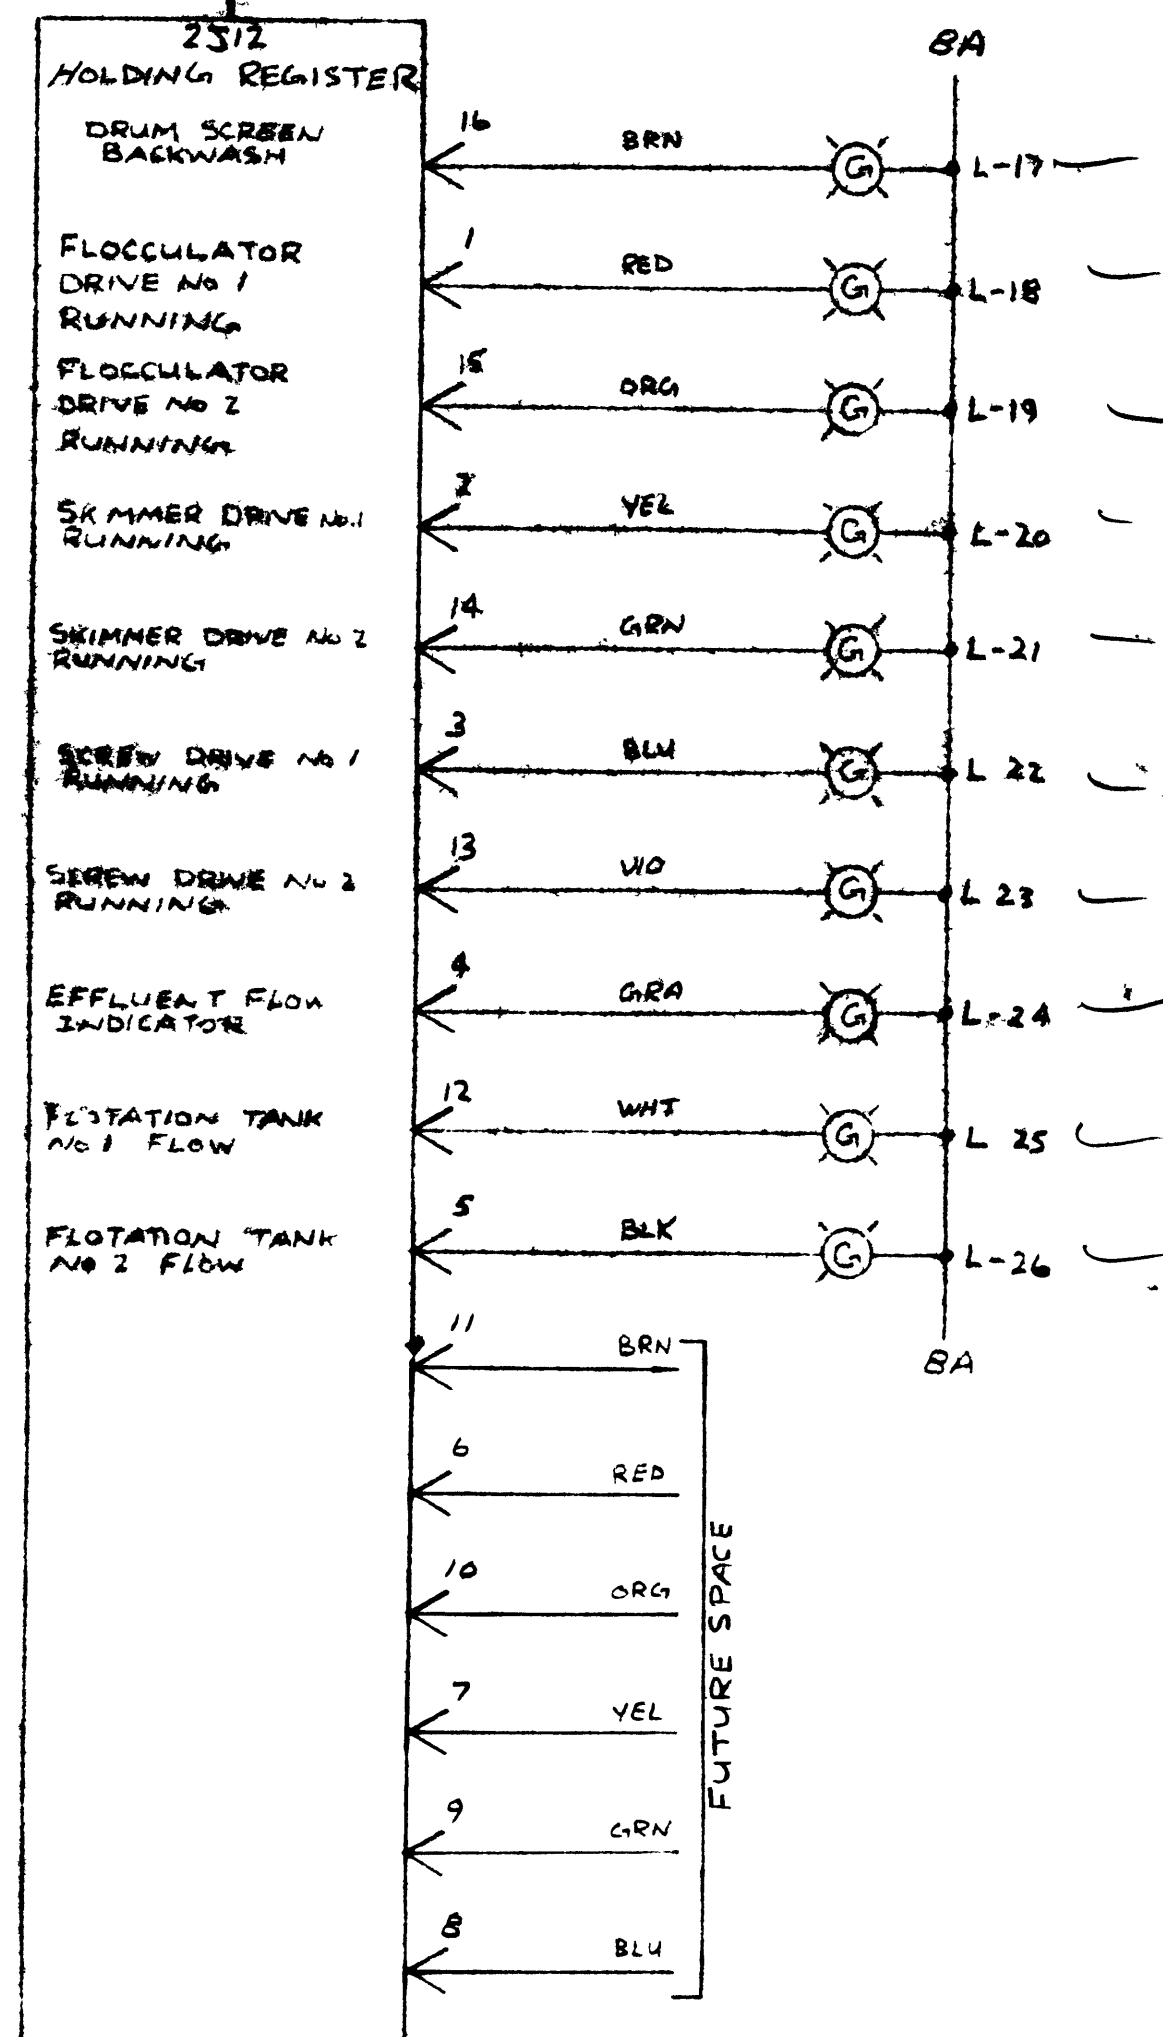 2512
HOLDING REGISTER
8A
DRUM SCREEN
BACKWASH
16
BRN
G
L-17
FLOCCULATOR
DRIVE No 1
RUNNING
1
RED
G
L-18
FLOCCULATOR
DRIVE No 2
RUNNING
15
ORG
G
L-19
SKIMMER DRIVE No.1
RUNNING
2
YEL
G
L-20
SKIMMER DRIVE No 2
RUNNING
14
GRN
G
L-21
SCREW DRIVE No 1
RUNNING
3
BLU
G
L 22
SCREW DRIVE No 2
RUNNING
13
VIO
G
L 23
EFFLUENT FLOW
INDICATOR
4
GRA
G
L-24
FLOTATION TANK
No 1 FLOW
12
WHT
G
L 25
FLOTATION TANK
No 2 FLOW
5
BLK
G
L-26
8A
11
BRN
6
RED
10
ORG
7
YEL
9
GRN
8
BLU
FUTURE SPACE